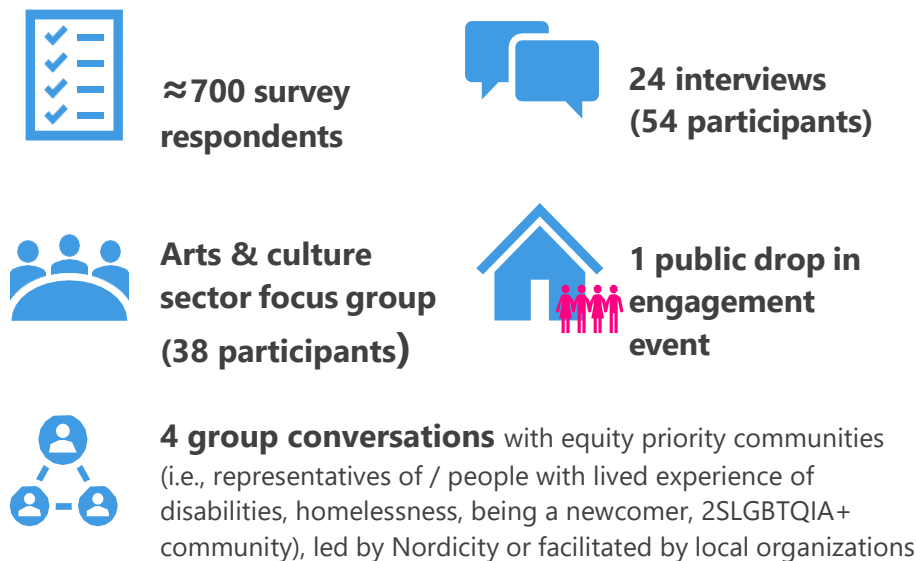 ≈700 survey
respondents
24 interviews
(54 participants)
Arts & culture
sector focus group
(38 participants)
1 public drop in
engagement
event
4 group conversations with equity priority communities
(i.e., representatives of / people with lived experience of
disabilities, homelessness, being a newcomer, 2SLGBTQIA+
community), led by Nordicity or facilitated by local organizations